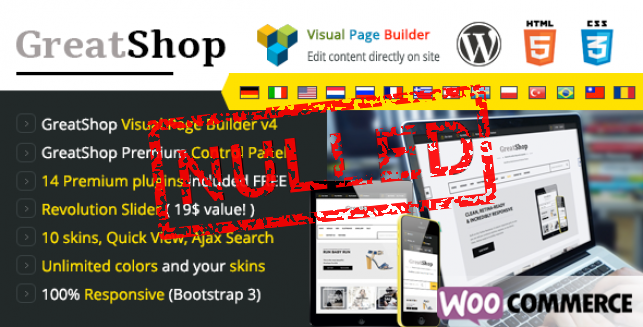 GreatShop
Visual Page Builder
Edit content directly on site
HTML
5
CSS
3
GreatShop Visual Page Builder v4
GreatShop Premium Control Panel
14 Premium plugins included FREE
Revolution Slider ( 19$ value! )
10 skins, Quick View, Ajax Search
Unlimited colors and your skins
100% Responsive (Bootstrap 3)
NULLED
GreatShop
CLEAN, RETINA-READY
& INCREDIBLY RESPONSIVE
RUN BABY RUN
WOO COMMERCE